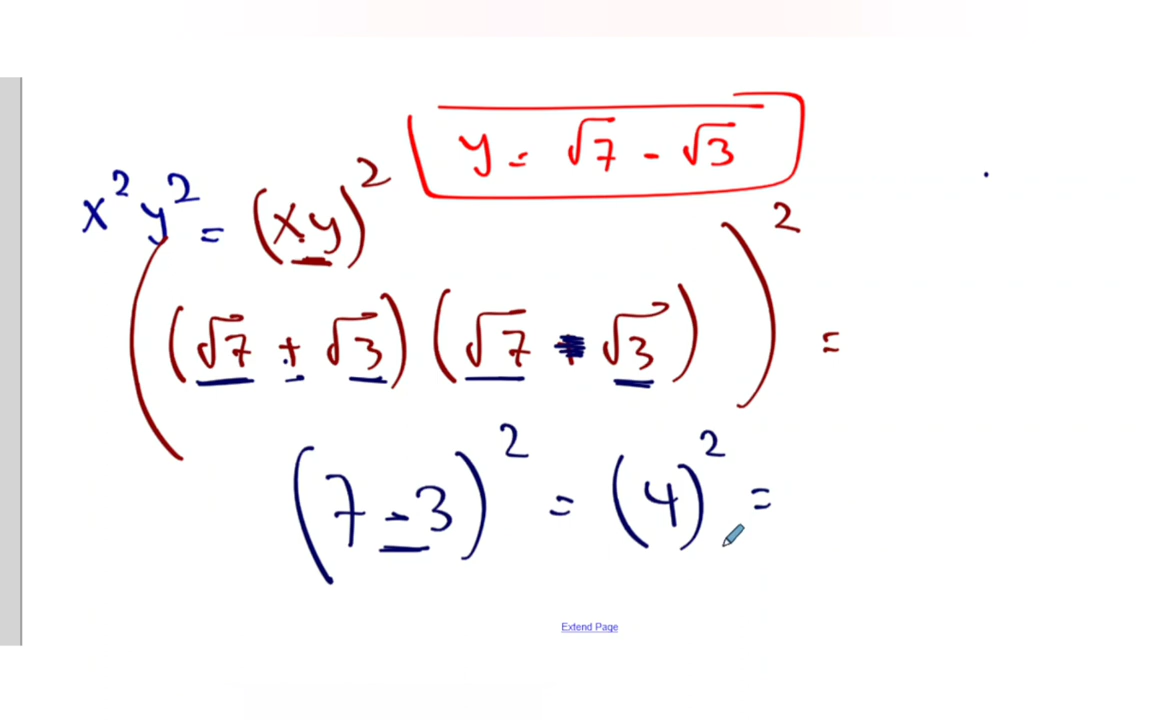 y = √7 - √3
x² y² = (x.y)²
((√7 + √3)(√7 - √3))² =
(7 - 3)² = (4)² =
Extend Page